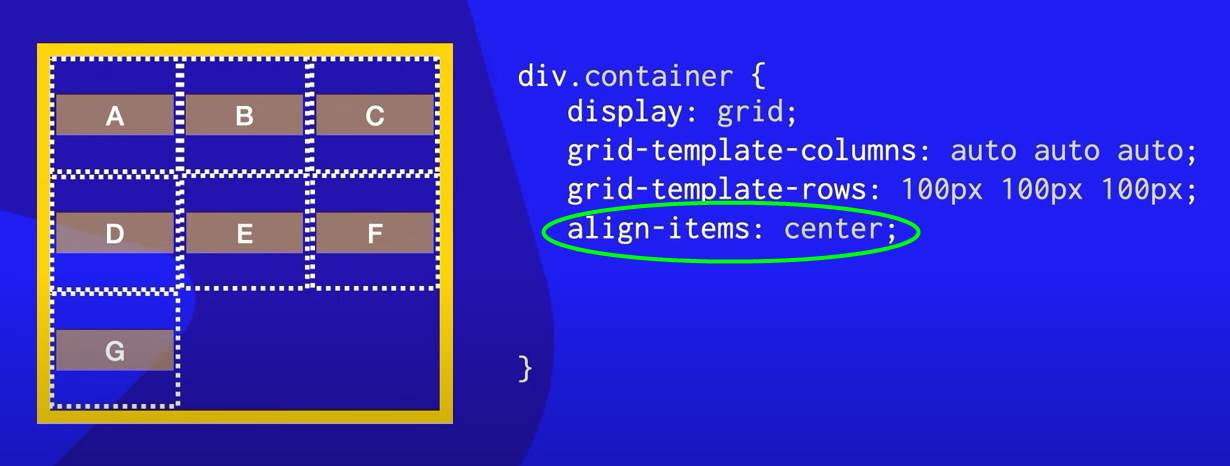 A B C
D E F
G
div.container {
display: grid;
grid-template-columns: auto auto auto;
grid-template-rows: 100px 100px 100px;
align-items: center;
}